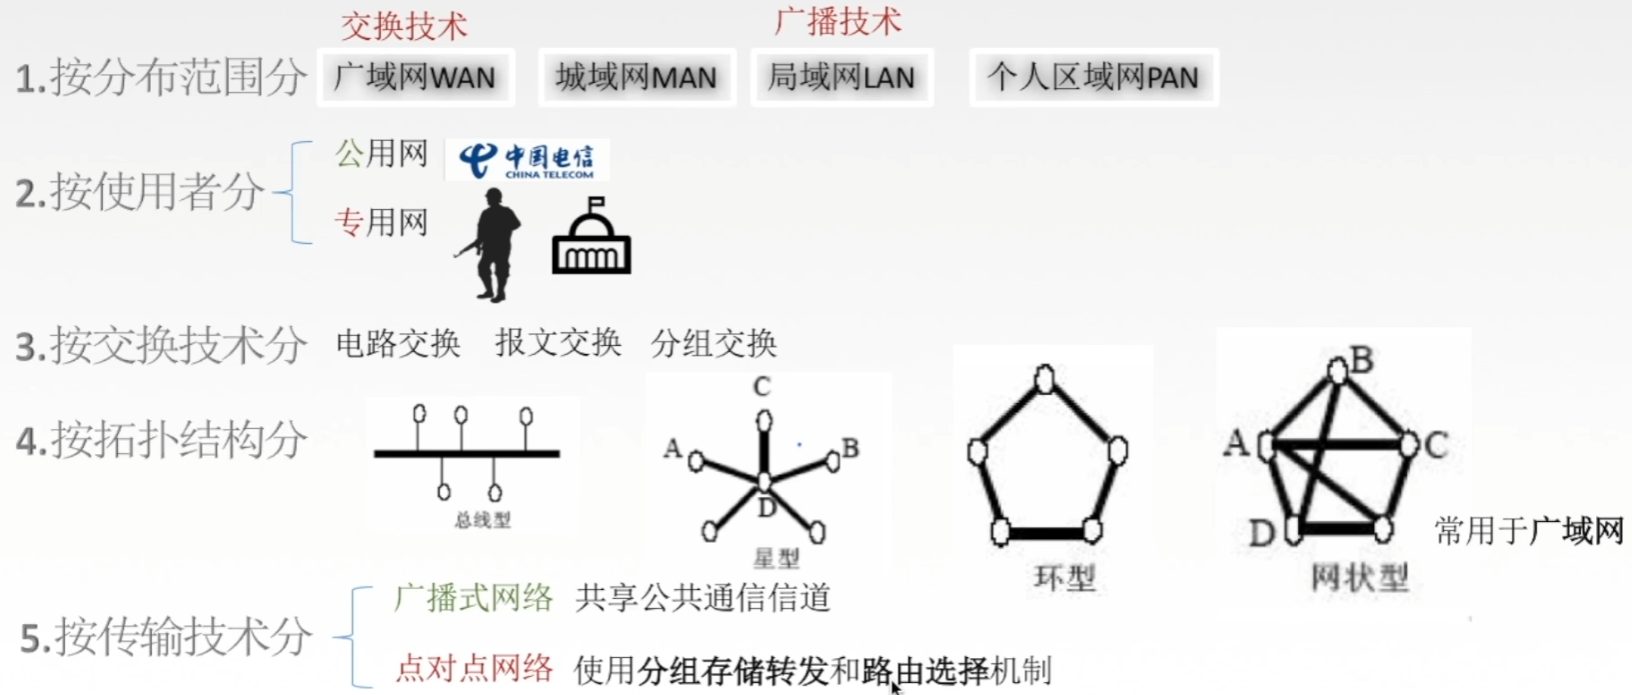 交换技术 广播技术
1.按分布范围分 广域网WAN 城域网MAN 局域网LAN 个人区域网PAN
2.按使用者分
公用网 中国电信
CHINA TELECOM
专用网
3.按交换技术分 电路交换 报文交换 分组交换
4.按拓扑结构分
总线型
C
A
B
D
星型
环型
B
A
C
D
网状型
常用于广域网
5.按传输技术分
广播式网络 共享公共通信信道
点对点网络 使用分组存储转发和路由选择机制